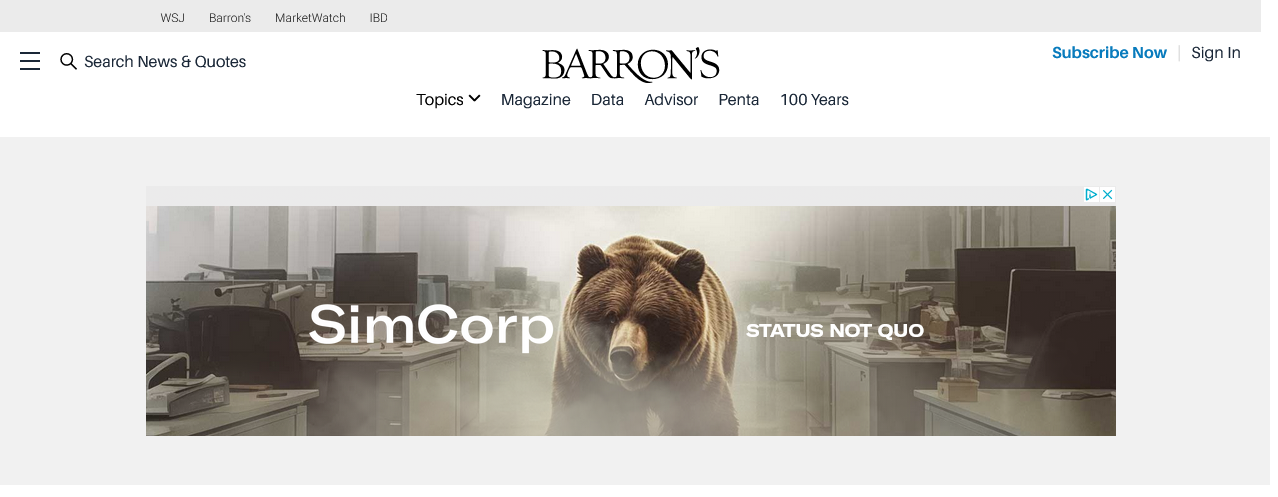 WSJ Barron's MarketWatch IBD
Search News & Quotes
BARRON'S
Subscribe Now | Sign In
Topics Magazine Data Advisor Penta 100 Years
SimCorp
STATUS NOT QUO